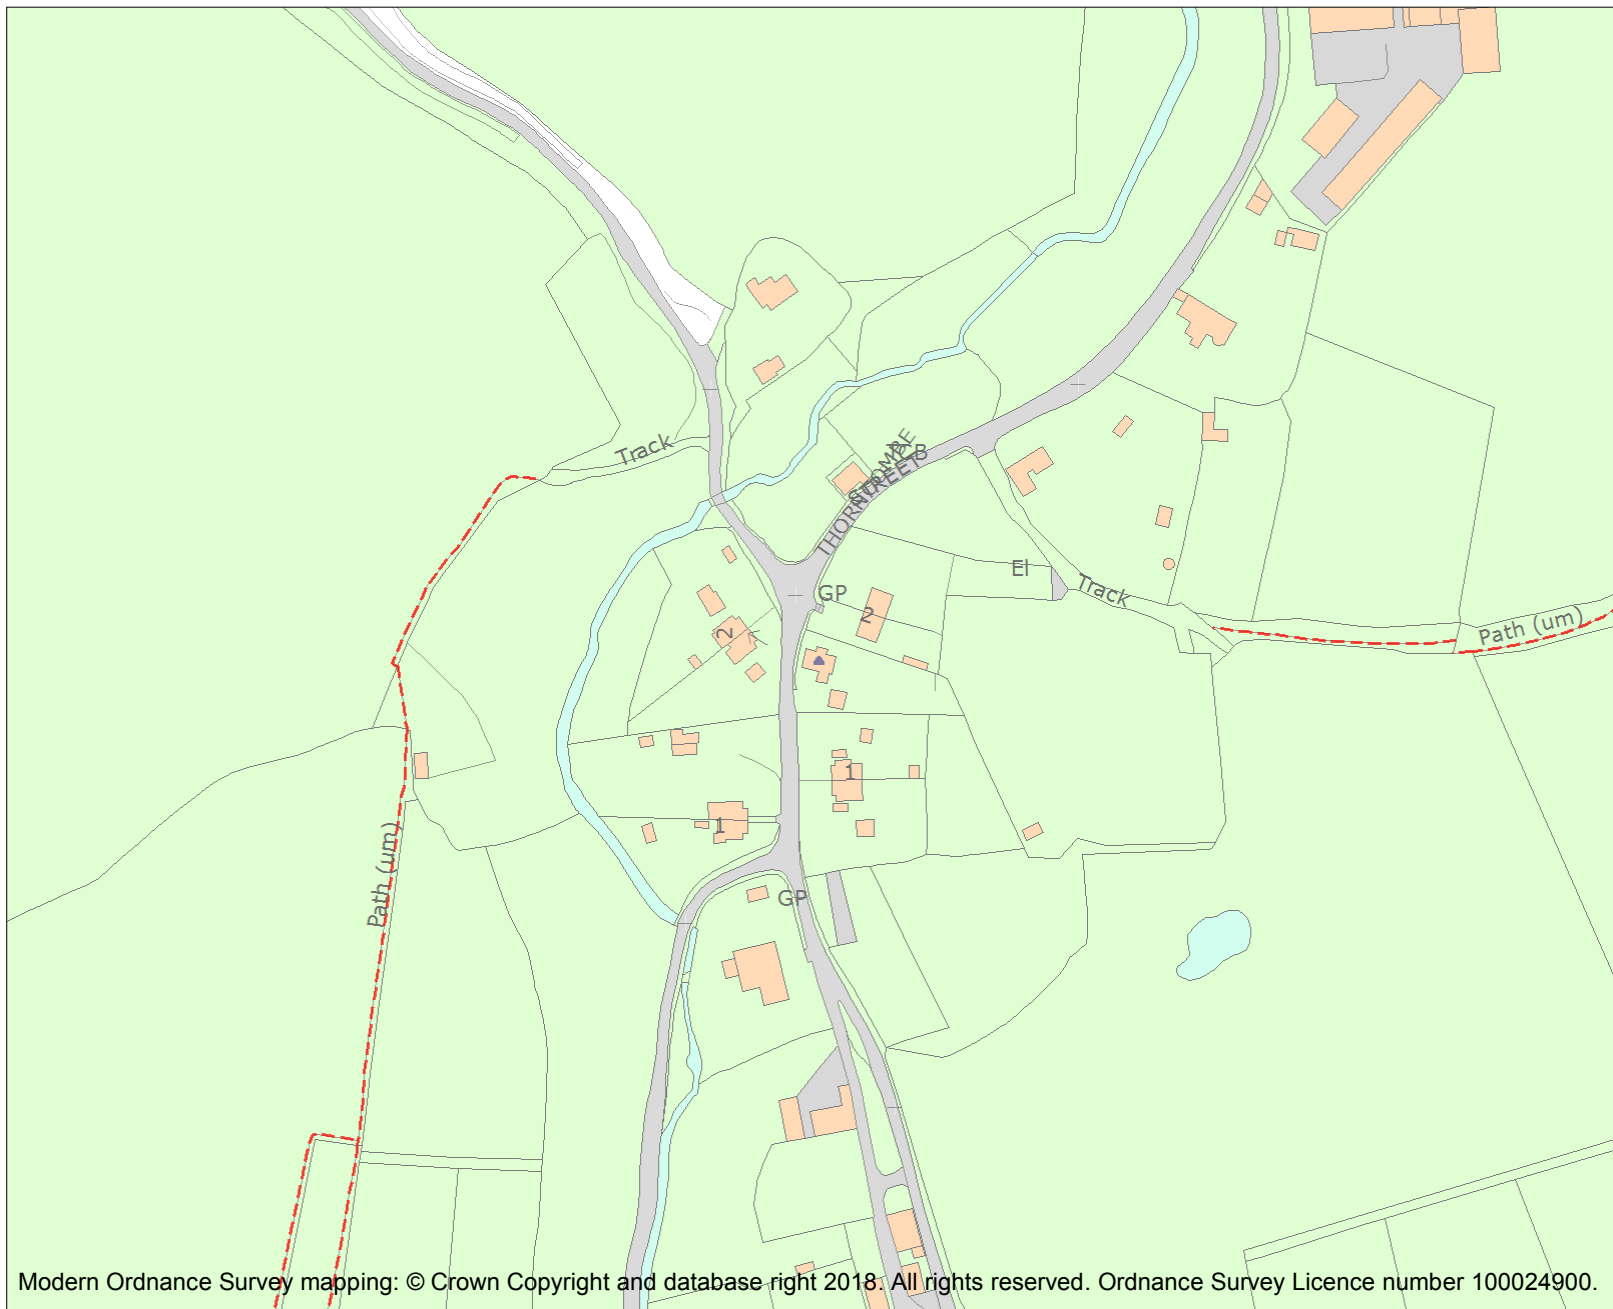 Track
THORN STREET
GP
El
Track
2
2
Path (um)
1
1
Path (um)
GP
Modern Ordnance Survey mapping: © Crown Copyright and database right 2018. All rights reserved. Ordnance Survey Licence number 100024900.